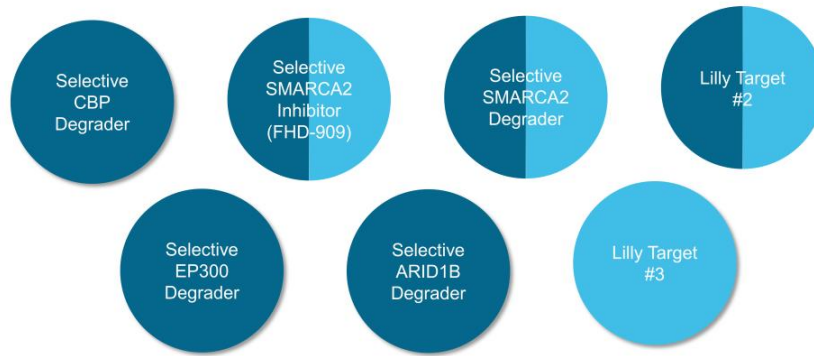 Selective
CBP
Degrader
Selective
SMARCA2
Inhibitor
(FHD-909)
Selective
SMARCA2
Degrader
Lilly Target
#2
Selective
EP300
Degrader
Selective
ARID1B
Degrader
Lilly Target
#3